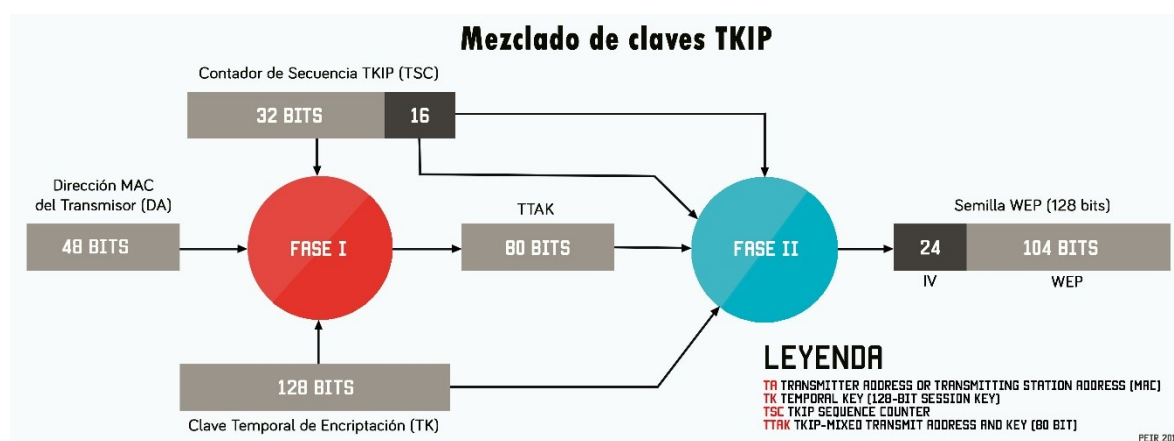 Mezclado de claves TKIP
Contador de Secuencia TKIP (TSC)
32 BITS
16
Dirección MAC
del Transmisor (DA)
48 BITS
FASE I
TTAK
80 BITS
FASE II
Semilla WEP (128 bits)
24
104 BITS
IV
WEP
128 BITS
Clave Temporal de Encriptación (TK)
LEYENDA
TA TRANSMITTER ADDRESS OR TRANSMITTING STATION ADDRESS (MAC)
TK TEMPORAL KEY (128-BIT SESSION KEY)
TSC TKIP SEQUENCE COUNTER
TTAK TKIP-MIXED TRANSMIT ADDRESS AND KEY (80 BIT)
PEIR 20